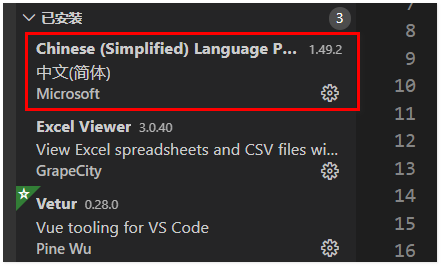 已安装
3
Chinese (Simplified) Language P... 1.49.2
中文(简体)
Microsoft
Excel Viewer 3.0.40
View Excel spreadsheets and CSV files wi...
GrapeCity
Vetur 0.28.0
Vue tooling for VS Code
Pine Wu
7
8
9
10
11
12
13
14
15
16